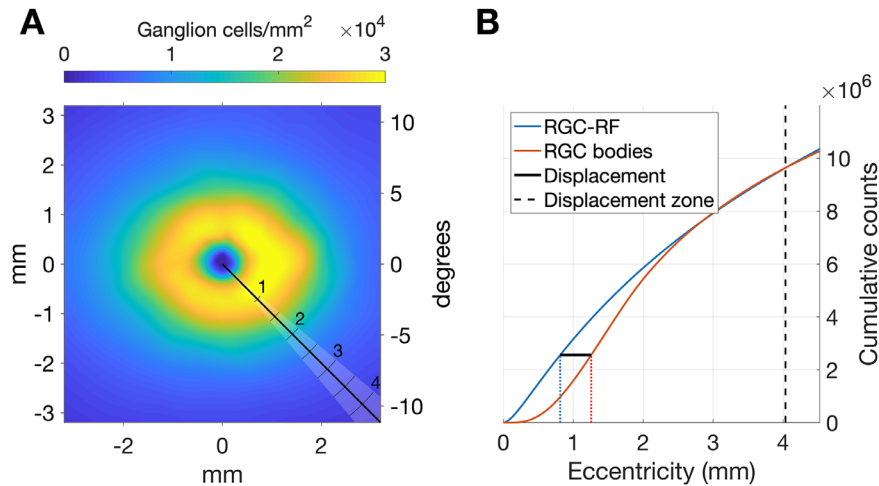 A
Ganglion cells/mm²
×10⁴
0 1 2 3
3
2
1
0
-1
-2
-3
mm
-2 0 2
mm
10
5
0
-5
-10
degrees
1
2
3
4
B
RGC-RF
RGC bodies
Displacement
Displacement zone
×10⁶
10
8
6
4
2
0
Cumulative counts
0 1 2 3 4
Eccentricity (mm)